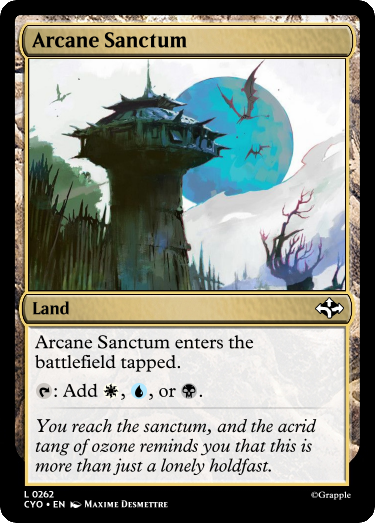 Arcane Sanctum
Land
Arcane Sanctum enters the
battlefield tapped.
: Add , , or .
You reach the sanctum, and the acrid
tang of ozone reminds you that this is
more than just a lonely holdfast.
L 0262
CYO • EN Maxime Desmettre
©Grapple